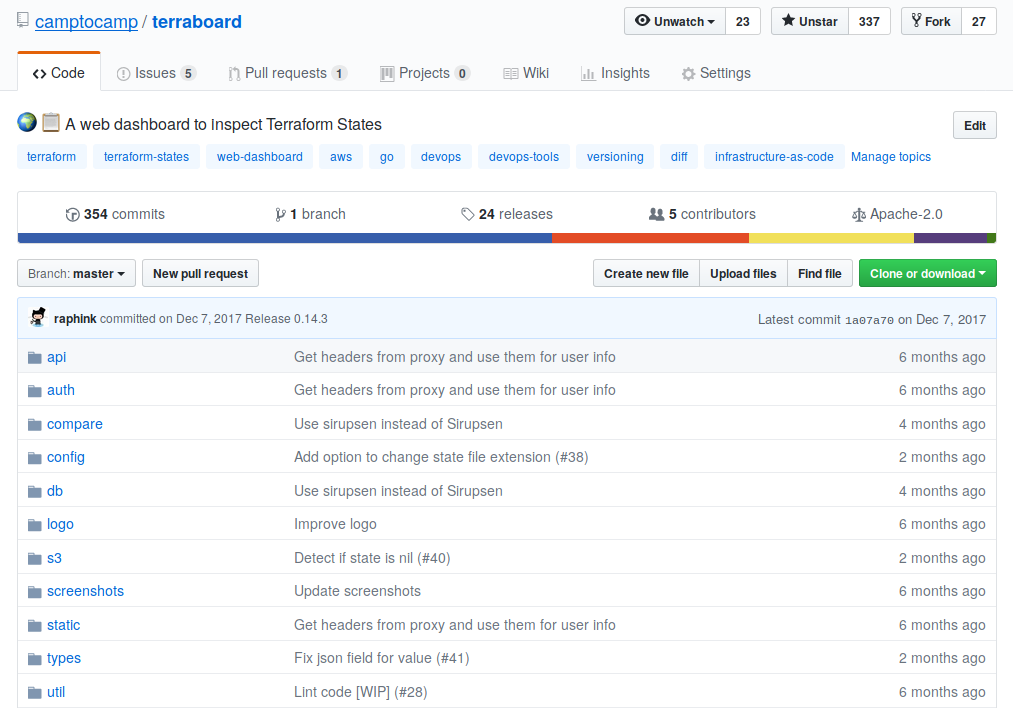 camptocamp / terraboard Unwatch 23 Unstar 337 Fork 27
Code Issues 5 Pull requests 1 Projects 0 Wiki Insights Settings
A web dashboard to inspect Terraform States Edit
terraform terraform-states web-dashboard aws go devops devops-tools versioning diff infrastructure-as-code Manage topics
354 commits 1 branch 24 releases 5 contributors Apache-2.0
Branch: master New pull request Create new file Upload files Find file Clone or download
raphink committed on Dec 7, 2017 Release 0.14.3 Latest commit 1a07a70 on Dec 7, 2017
api Get headers from proxy and use them for user info 6 months ago
auth Get headers from proxy and use them for user info 6 months ago
compare Use sirupsen instead of Sirupsen 4 months ago
config Add option to change state file extension (#38) 2 months ago
db Use sirupsen instead of Sirupsen 4 months ago
logo Improve logo 6 months ago
s3 Detect if state is nil (#40) 2 months ago
screenshots Update screenshots 6 months ago
static Get headers from proxy and use them for user info 6 months ago
types Fix json field for value (#41) 2 months ago
util Lint code [WIP] (#28) 6 months ago